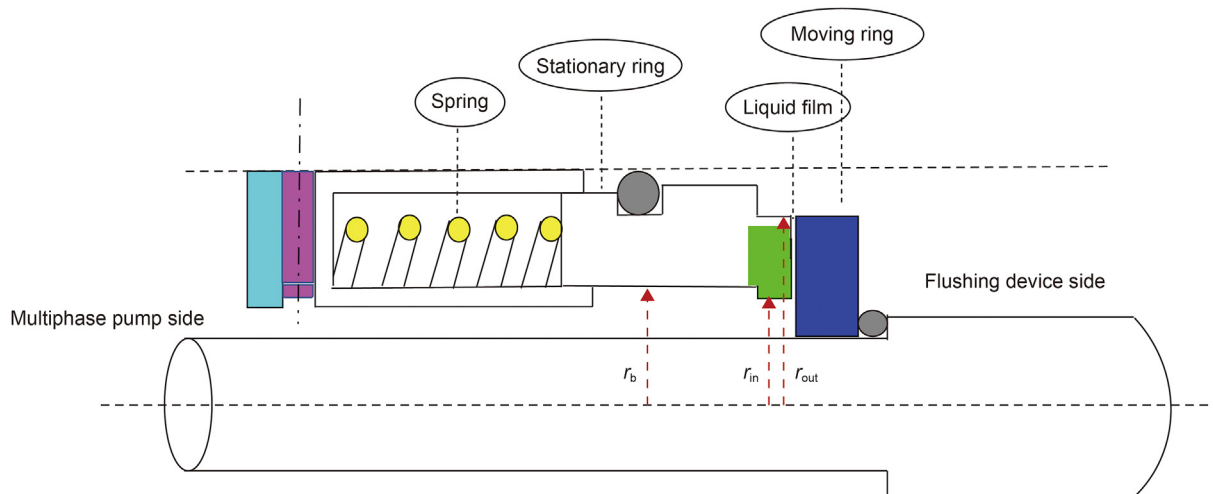 Moving ring
Stationary ring
Spring
Liquid film
Flushing device side
Multiphase pump side
r_b
r_in
r_out